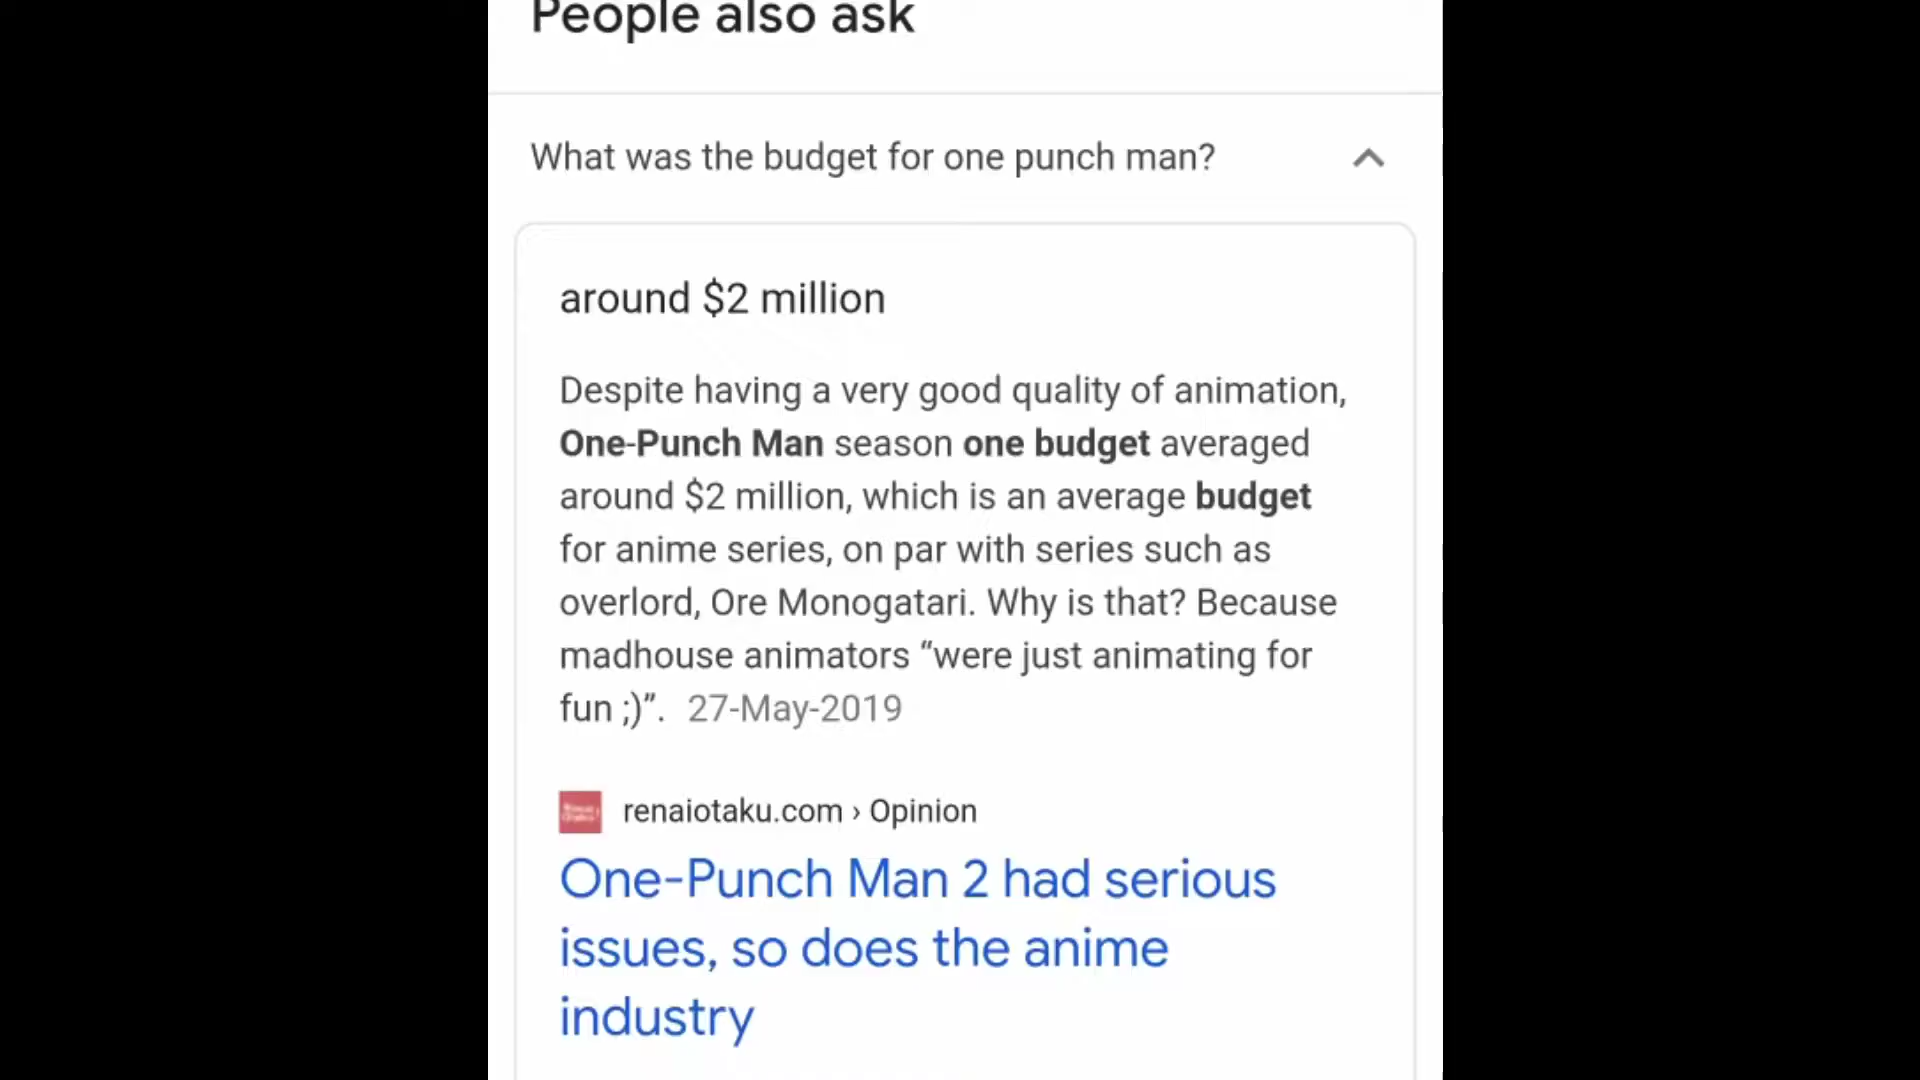 People also ask
What was the budget for one punch man?
around $2 million
Despite having a very good quality of animation,
One-Punch Man season one budget averaged
around $2 million, which is an average budget
for anime series, on par with series such as
overlord, Ore Monogatari. Why is that? Because
madhouse animators “were just animating for
fun ;)”. 27-May-2019
renaiotaku.com › Opinion
One-Punch Man 2 had serious
issues, so does the anime
industry